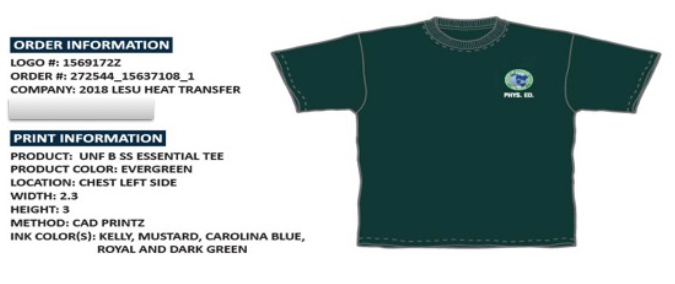 ORDER INFORMATION
LOGO #: 1569172Z
ORDER #: 272544_15637108_1
COMPANY: 2018 LESU HEAT TRANSFER
PRINT INFORMATION
PRODUCT: UNF B SS ESSENTIAL TEE
PRODUCT COLOR: EVERGREEN
LOCATION: CHEST LEFT SIDE
WIDTH: 2.3
HEIGHT: 3
METHOD: CAD PRINTZ
INK COLOR(S): KELLY, MUSTARD, CAROLINA BLUE,
ROYAL AND DARK GREEN
PHYS. ED.